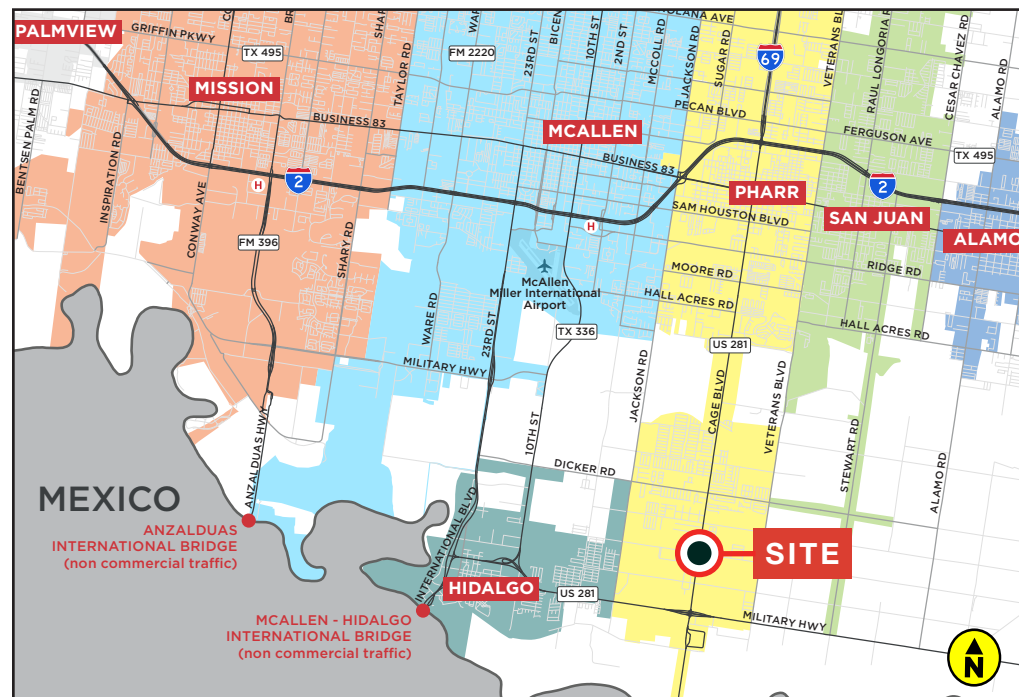 PALMVIEW
GRIFFIN PKWY
MISSION
TX 495
TAYLOR RD
FM 2220
23RD ST
10TH ST
2ND ST
MCCOLL RD
JACKSON RD
SUGAR RD
69
VETERANS BLVD
RAUL LONGORIA
CESAR CHAVEZ RD
ALAMO RD
BENTSEN PALM RD
MISSION
BUSINESS 83
MCALLEN
PECAN BLVD
FERGUSON AVE
TX 495
BUSINESS 83
INSPIRATION RD
CONWAY AVE
H
2
PHARR
2
SAN JUAN
ALAMO
SAM HOUSTON BLVD
H
FM 396
SHARY RD
MOORE RD
RIDGE RD
McAllen
Miller International
Airport
HALL ACRES RD
HALL ACRES RD
WARE RD
23RD ST
TX 336
US 281
MILITARY HWY
JACKSON RD
CAGE BLVD
VETERANS BLVD
10TH ST
STEWART RD
ALAMO RD
DICKER RD
MEXICO
ANZALDUAS HWY
ANZALDUAS
INTERNATIONAL BRIDGE
(non commercial traffic)
INTERNATIONAL BLVD
SITE
HIDALGO
US 281
MILITARY HWY
MCALLEN - HIDALGO
INTERNATIONAL BRIDGE
(non commercial traffic)
N